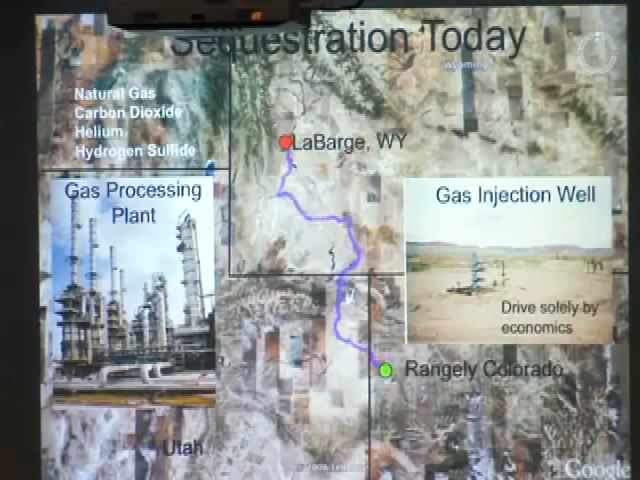 Sequestration Today
Wyoming
Natural Gas
Carbon Dioxide
Helium
Hydrogen Sulfide
LaBarge, WY
Gas Processing
Plant
Gas Injection Well
Drive solely by
economics
Rangely Colorado
Utah
Google